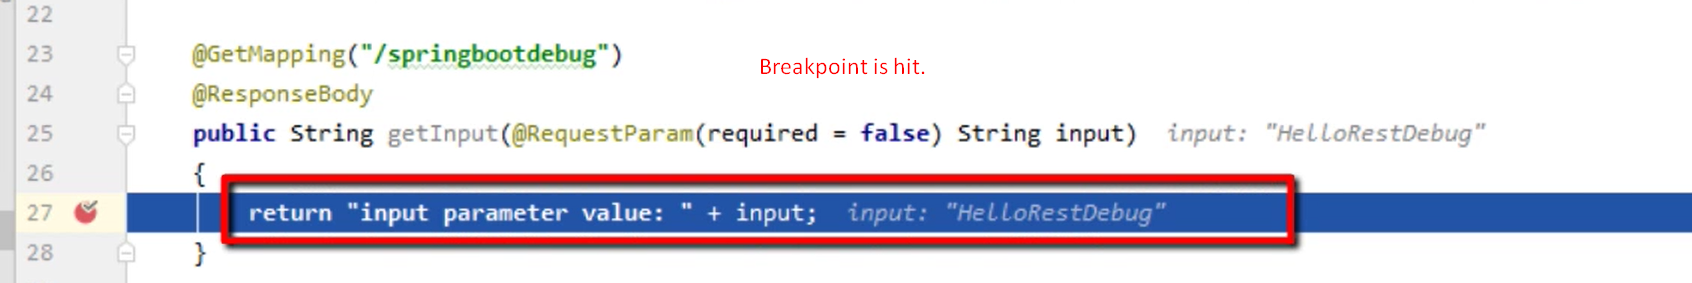 22
23 @GetMapping("/springbootdebug")
Breakpoint is hit.
24 @ResponseBody
25 public String getInput(@RequestParam(required = false) String input) input: "HelloRestDebug"
26 {
27 return "input parameter value: " + input; input: "HelloRestDebug"
28 }